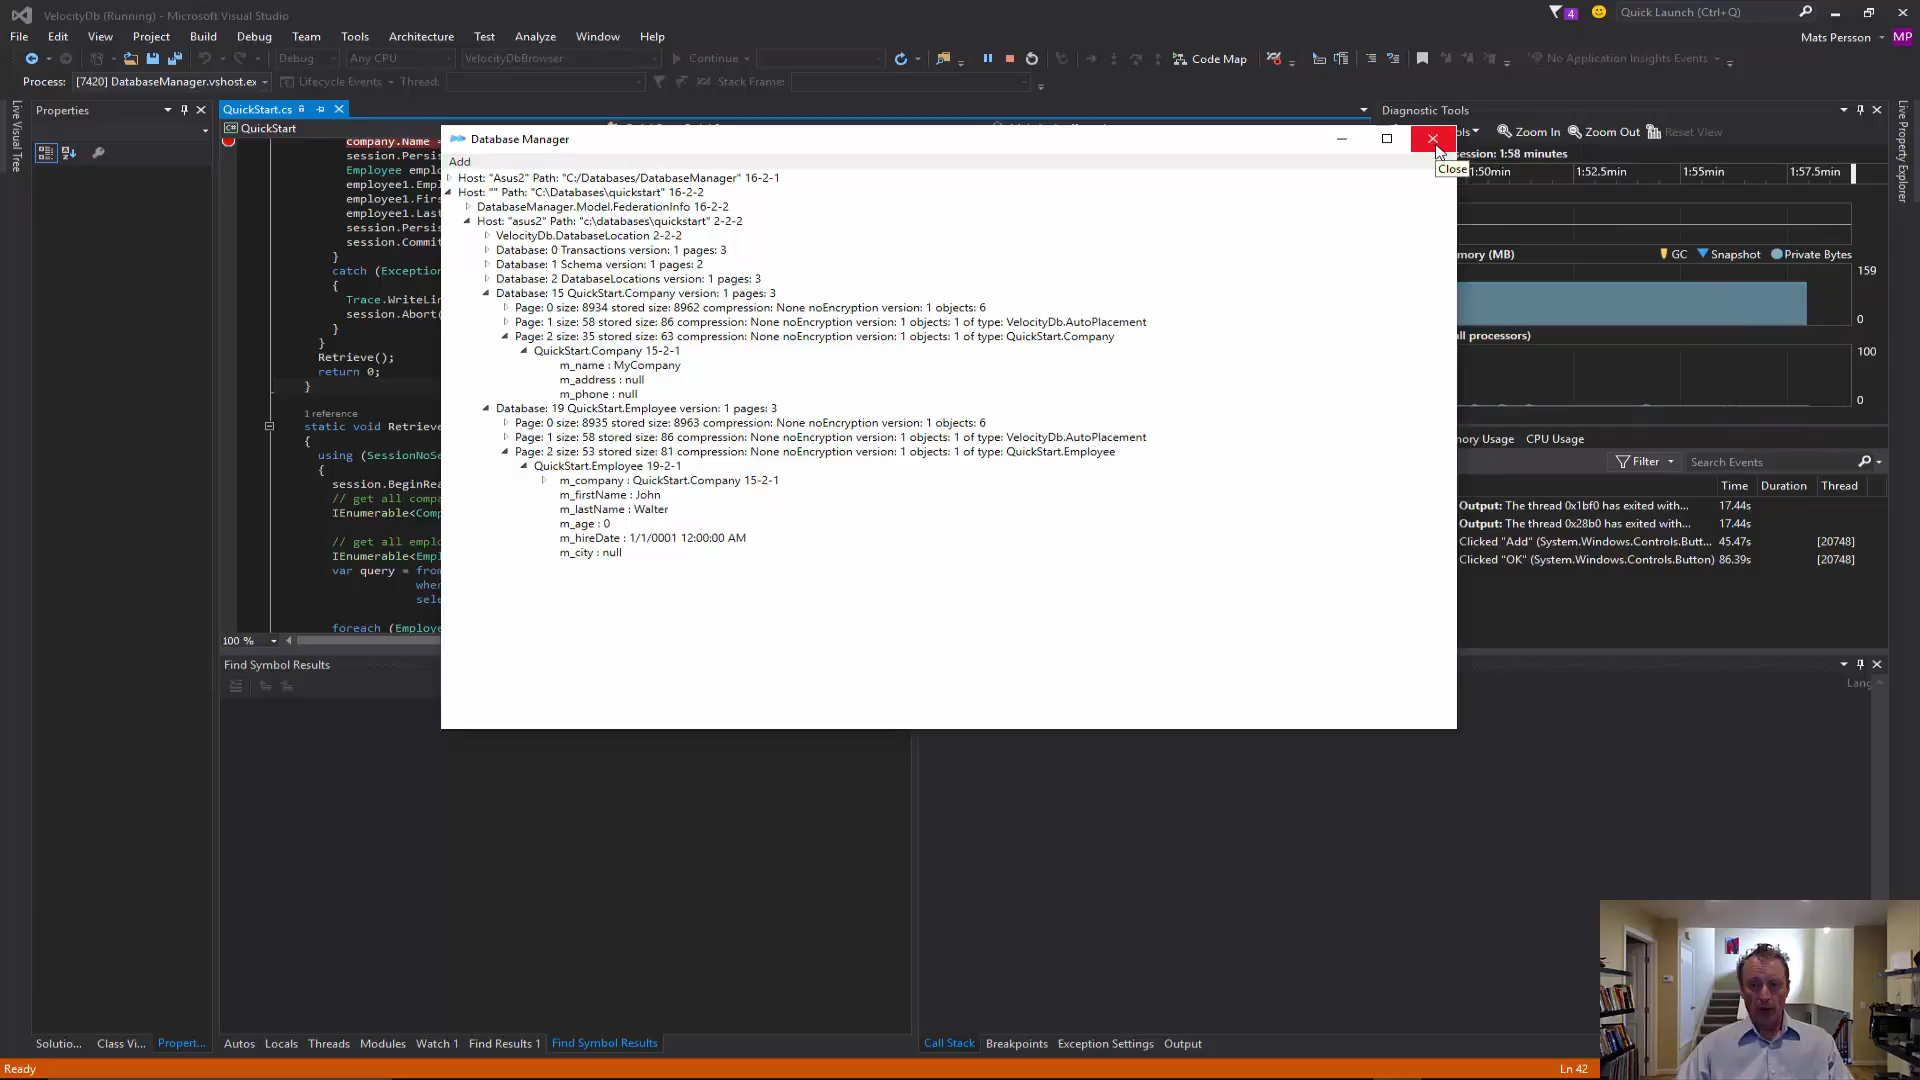 VelocityDb (Running) - Microsoft Visual Studio
4
Quick Launch (Ctrl+Q)
File Edit View Project Build Debug Team Tools Architecture Test Analyze Window Help
Mats Persson MP
Debug Any CPU VelocityDbBrowser Continue Code Map No Application Insights Events
Process: [7420] DatabaseManager.vshost.ex Lifecycle Events Thread: Stack Frame:
Live Visual Tree
Properties
QuickStart.cs
QuickStart
company.Name =
session.Persi
Employee emplo
employee1.Empl
employee1.Firs
employee1.Last
session.Persi
session.Commi
}
catch (Exception
{
Trace.WriteLin
session.Abort(
}
}
Retrieve();
return 0;
}
1 reference
static void Retrieve
{
using (SessionNoSe
{
session.BeginRea
// get all compa
IEnumerable<Comp
// get all emplo
IEnumerable<Empl
var query = from
whe
sel
foreach (Employe
100 %
Database Manager
Close
Add
Host: "Asus2" Path: "C:/Databases/DatabaseManager" 16-2-1
Host: "" Path: "C:\Databases\quickstart" 16-2-2
DatabaseManager.Model.FederationInfo 16-2-2
Host: "asus2" Path: "c:\databases\quickstart" 2-2-2
VelocityDb.DatabaseLocation 2-2-2
Database: 0 Transactions version: 1 pages: 3
Database: 1 Schema version: 1 pages: 2
Database: 2 DatabaseLocations version: 1 pages: 3
Database: 15 QuickStart.Company version: 1 pages: 3
Page: 0 size: 8934 stored size: 8962 compression: None noEncryption version: 1 objects: 6
Page: 1 size: 58 stored size: 86 compression: None noEncryption version: 1 objects: 1 of type: VelocityDb.AutoPlacement
Page: 2 size: 35 stored size: 63 compression: None noEncryption version: 1 objects: 1 of type: QuickStart.Company
QuickStart.Company 15-2-1
m_name : MyCompany
m_address : null
m_phone : null
Database: 19 QuickStart.Employee version: 1 pages: 3
Page: 0 size: 8935 stored size: 8963 compression: None noEncryption version: 1 objects: 6
Page: 1 size: 58 stored size: 86 compression: None noEncryption version: 1 objects: 1 of type: VelocityDb.AutoPlacement
Page: 2 size: 53 stored size: 81 compression: None noEncryption version: 1 objects: 1 of type: QuickStart.Employee
QuickStart.Employee 19-2-1
m_company : QuickStart.Company 15-2-1
m_firstName : John
m_lastName : Walter
m_age : 0
m_hireDate : 1/1/0001 12:00:00 AM
m_city : null
Diagnostic Tools
ols Zoom In Zoom Out Reset View
session: 1:58 minutes
1:50min 1:52.5min 1:55min 1:57.5min
mory (MB) GC Snapshot Private Bytes
159
0
ll processors)
100
0
mory Usage CPU Usage
Filter Search Events
Time Duration Thread
Output: The thread 0x1bf0 has exited with... 17.44s
Output: The thread 0x28b0 has exited with... 17.44s
Clicked "Add" (System.Windows.Controls.Butt... 45.47s [20748]
Clicked "OK" (System.Windows.Controls.Button) 86.39s [20748]
Live Property Explorer
Find Symbol Results
Lang
Solutio... Class Vi... Propert... Autos Locals Threads Modules Watch 1 Find Results 1 Find Symbol Results
Call Stack Breakpoints Exception Settings Output
Ready
Ln 42